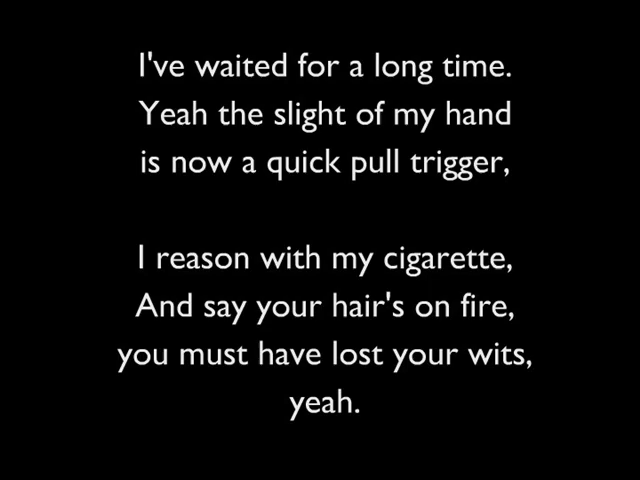 I've waited for a long time.
Yeah the slight of my hand
is now a quick pull trigger,
I reason with my cigarette,
And say your hair's on fire,
you must have lost your wits,
yeah.